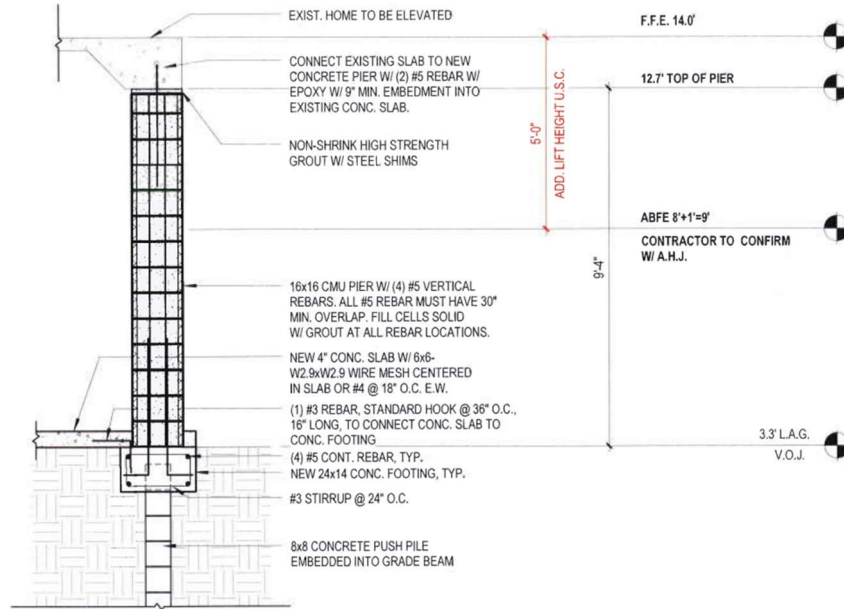 EXIST. HOME TO BE ELEVATED
CONNECT EXISTING SLAB TO NEW
CONCRETE PIER W/ (2) #5 REBAR W/
EPOXY W/ 9" MIN. EMBEDMENT INTO
EXISTING CONC. SLAB.
NON-SHRINK HIGH STRENGTH
GROUT W/ STEEL SHIMS
16x16 CMU PIER W/ (4) #5 VERTICAL
REBARS. ALL #5 REBAR MUST HAVE 30"
MIN. OVERLAP. FILL CELLS SOLID
W/ GROUT AT ALL REBAR LOCATIONS.
NEW 4" CONC. SLAB W/ 6x6-
W2.9xW2.9 WIRE MESH CENTERED
IN SLAB OR #4 @ 18" O.C. E.W.
(1) #3 REBAR, STANDARD HOOK @ 36" O.C.,
16" LONG, TO CONNECT CONC. SLAB TO
CONC. FOOTING
(4) #5 CONT. REBAR, TYP.
NEW 24x14 CONC. FOOTING, TYP.
#3 STIRRUP @ 24" O.C.
8x8 CONCRETE PUSH PILE
EMBEDDED INTO GRADE BEAM
5'-0"
ADD. LIFT HEIGHT U.S.C.
9'-4"
F.F.E. 14.0'
12.7' TOP OF PIER
ABFE 8'+1'=9'
CONTRACTOR TO CONFIRM
W/ A.H.J.
3.3' L.A.G.
V.O.J.